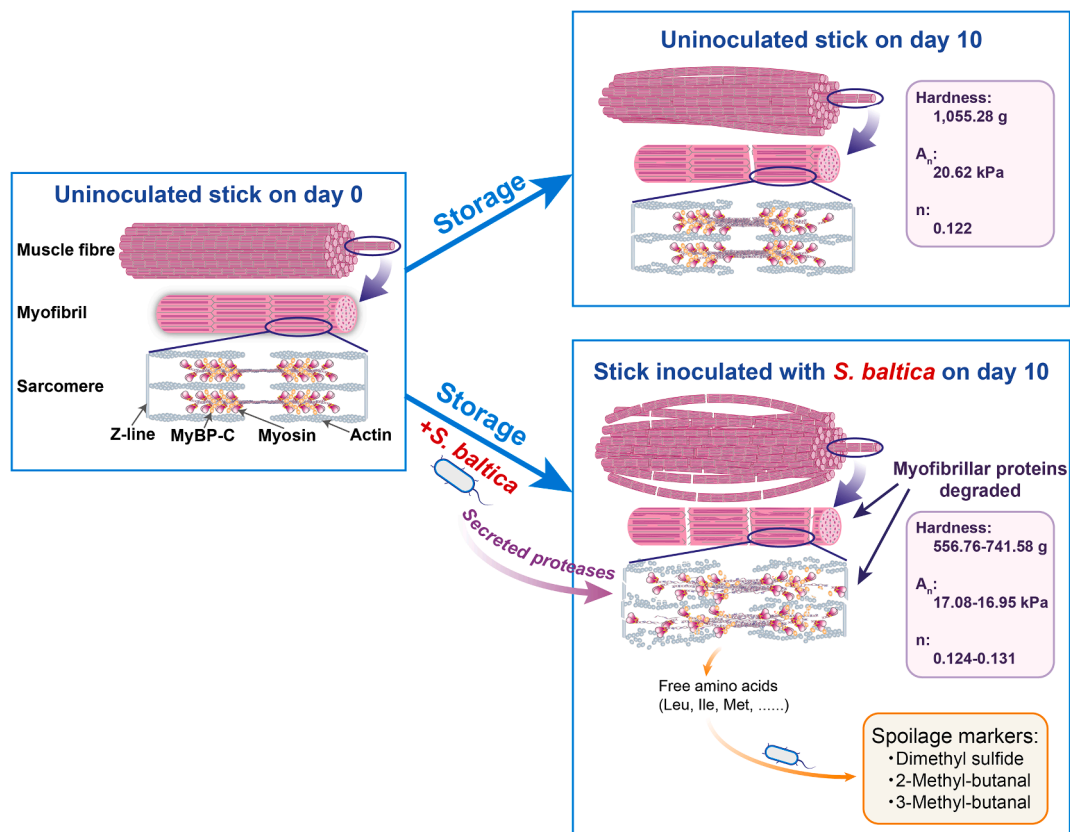 Uninoculated stick on day 0
Muscle fibre
Myofibril
Sarcomere
Z-line
MyBP-C
Myosin
Actin
Storage
Storage
+S. baltica
Secreted proteases
Uninoculated stick on day 10
Hardness:
1,055.28 g
An:
20.62 kPa
n:
0.122
Stick inoculated with S. baltica on day 10
Myofibrillar proteins
degraded
Hardness:
556.76-741.58 g
An:
17.08-16.95 kPa
n:
0.124-0.131
Free amino acids
(Leu, Ile, Met, ......)
Spoilage markers:
・Dimethyl sulfide
・2-Methyl-butanal
・3-Methyl-butanal